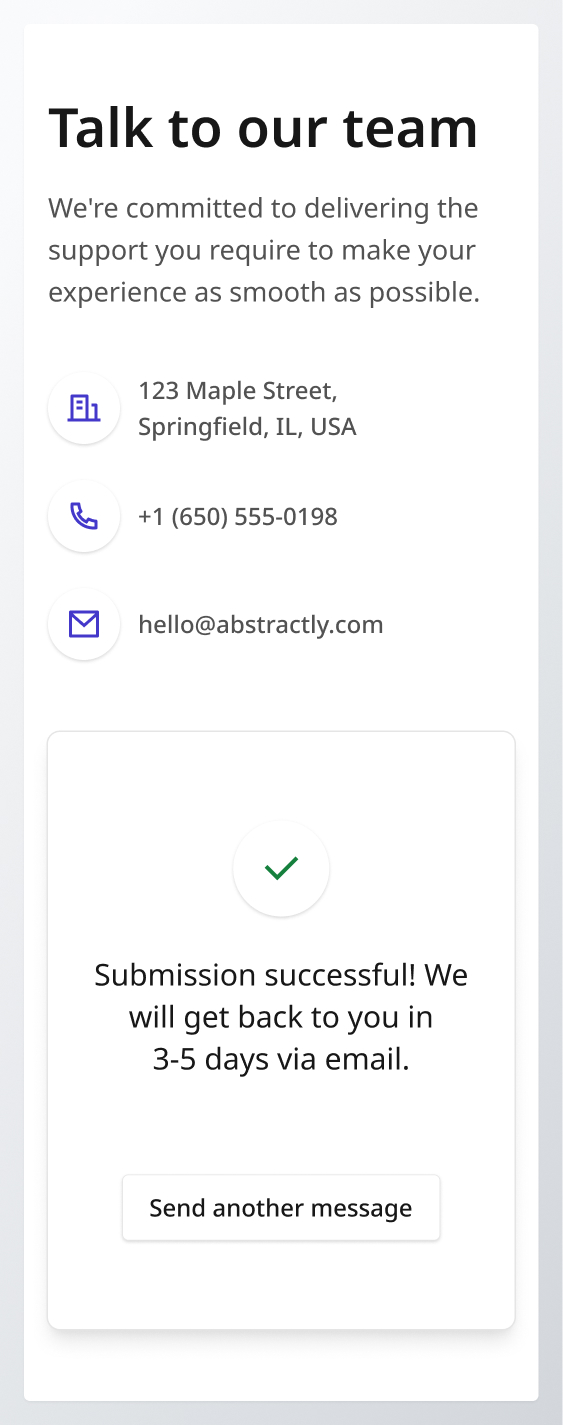 Talk to our team
We're committed to delivering the
support you require to make your
experience as smooth as possible.
123 Maple Street,
Springfield, IL, USA
+1 (650) 555-0198
hello@abstractly.com
Submission successful! We
will get back to you in
3-5 days via email.
Send another message